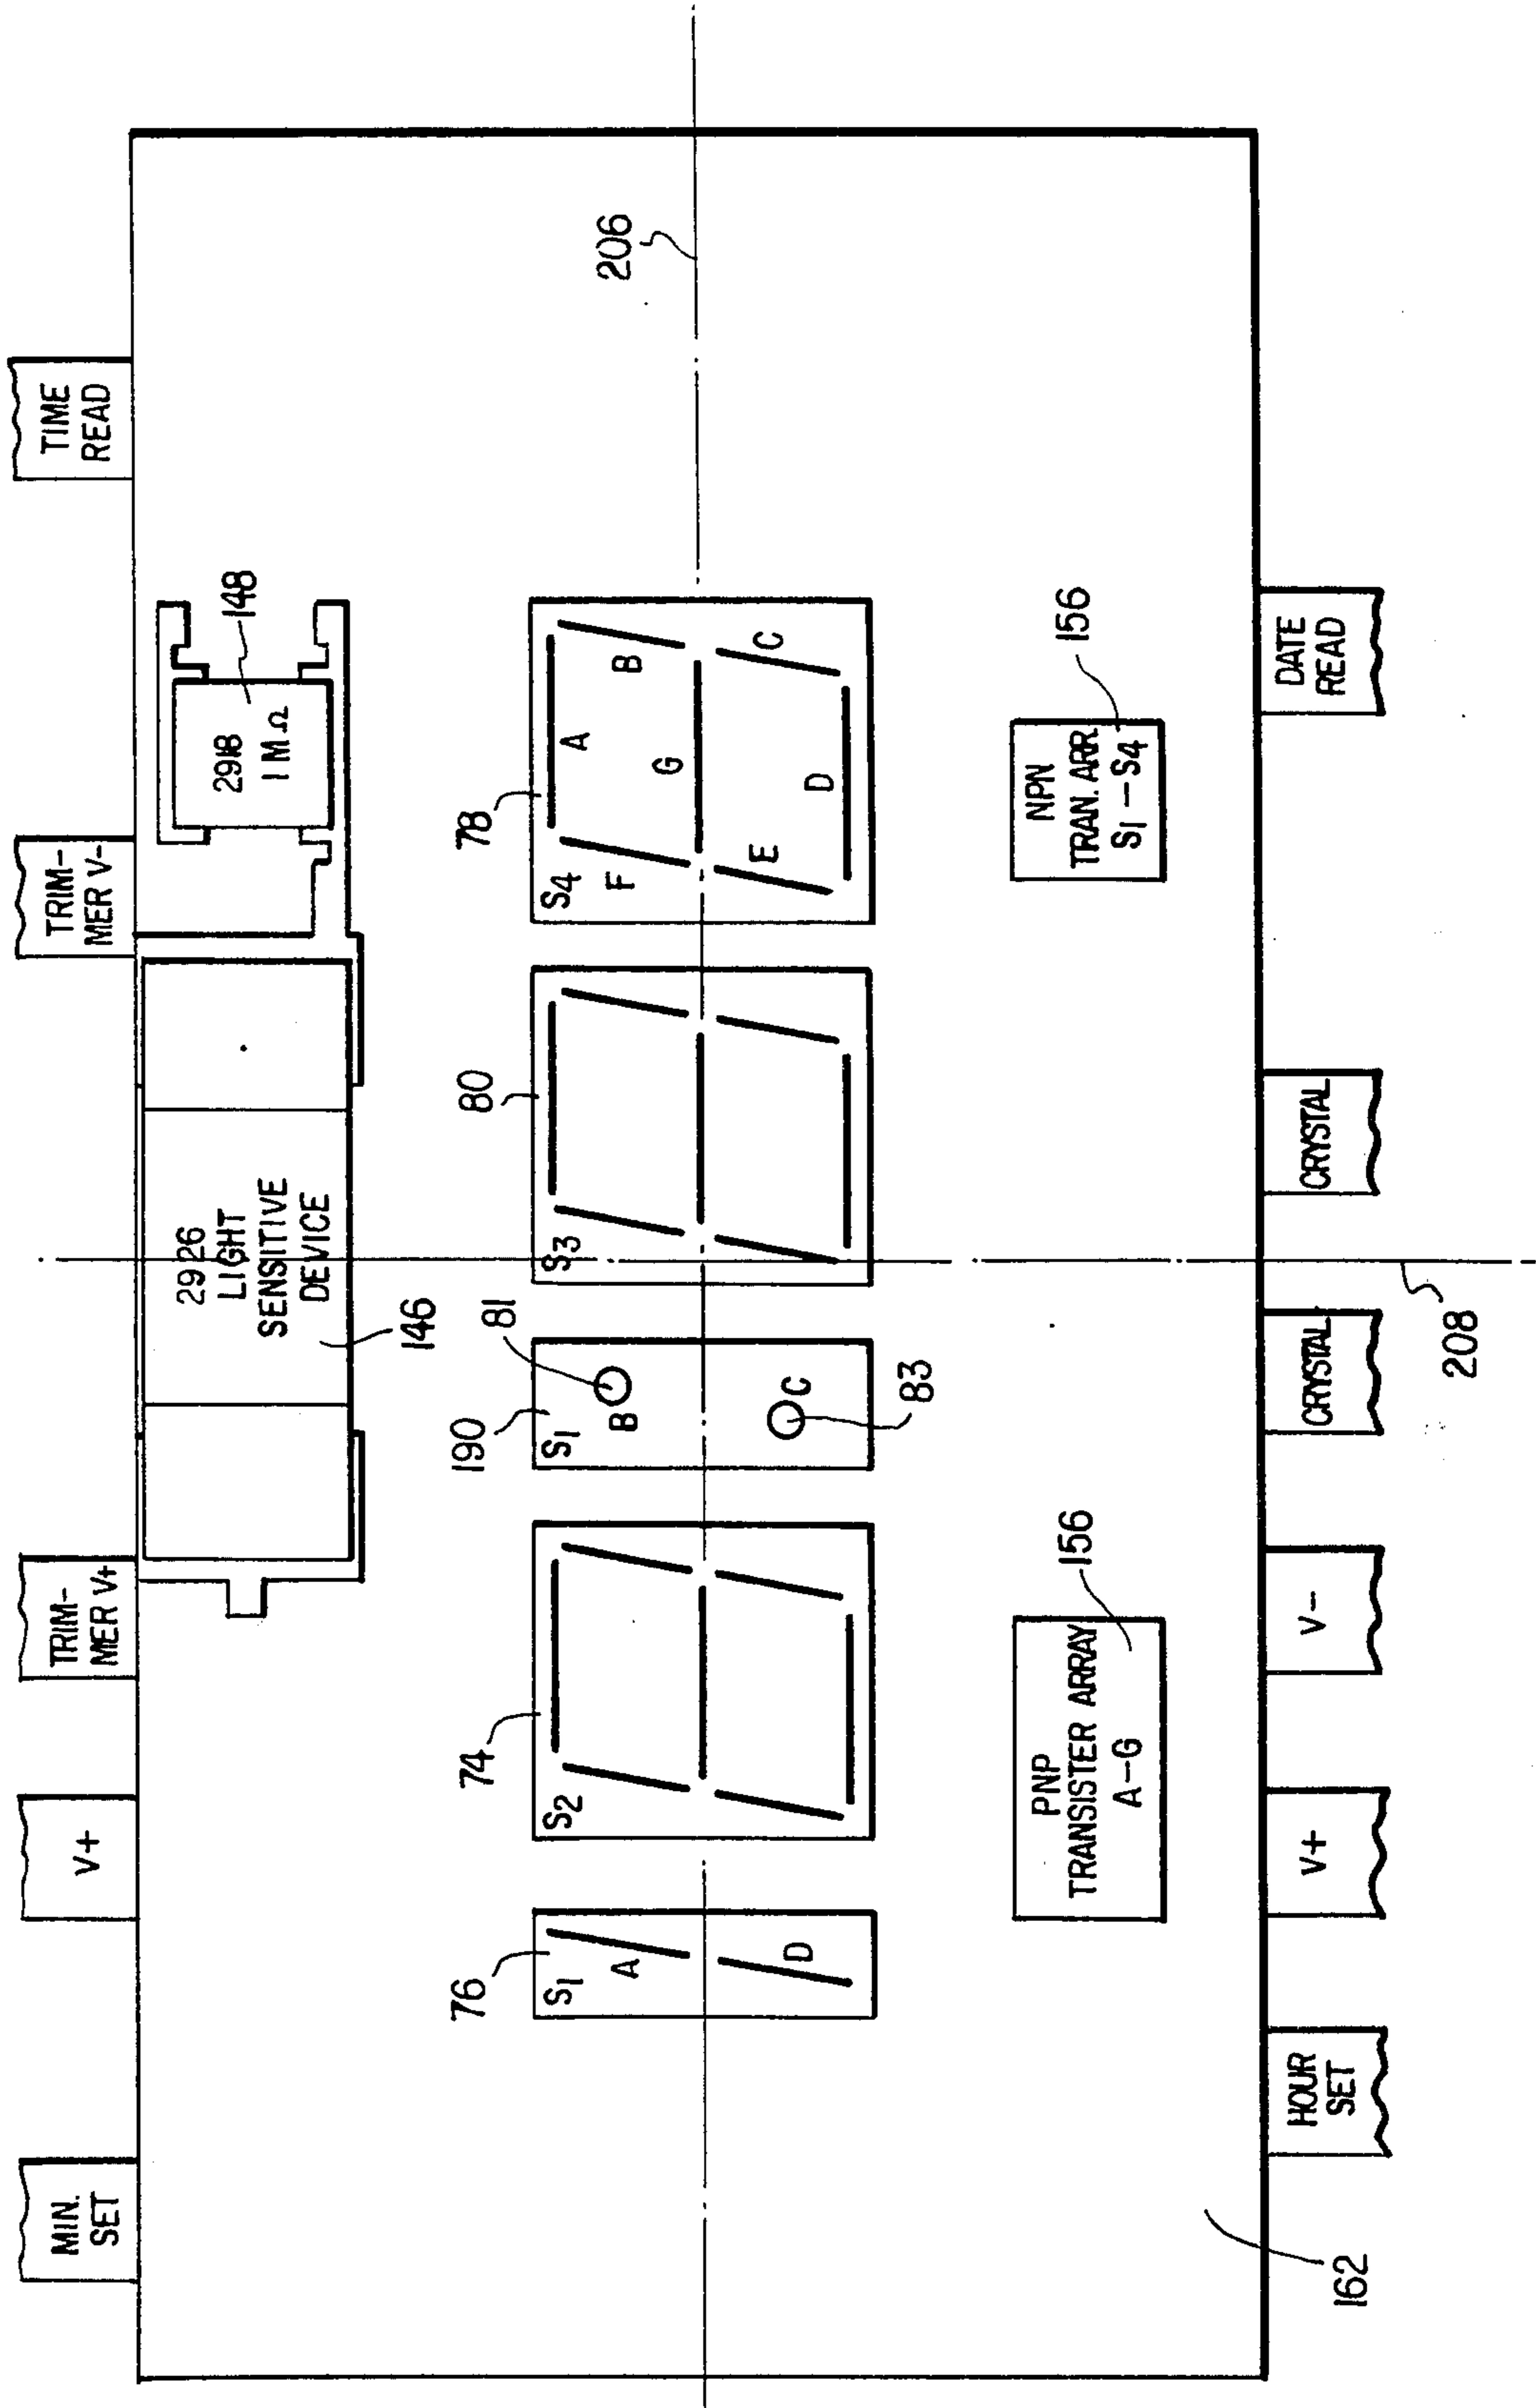 MIN.
SET
V+
TRIM-
MER V+
TRIM-
MER V-
TIME
READ
2926
LIGHT
SENSITIVE
DEVICE
146
2918
1 MΩ
148
206
76
S1
A
D
74
S2
190
S1
B
81
C
83
80
S3
78
S4
A
B
C
D
E
F
G
PNP
TRANSISTER ARRAY
A-G
156
NPN
TRAN. ARR.
S1-S4
156
162
HOUR
SET
V+
V-
CRYSTAL
CRYSTAL
DATE
READ
208